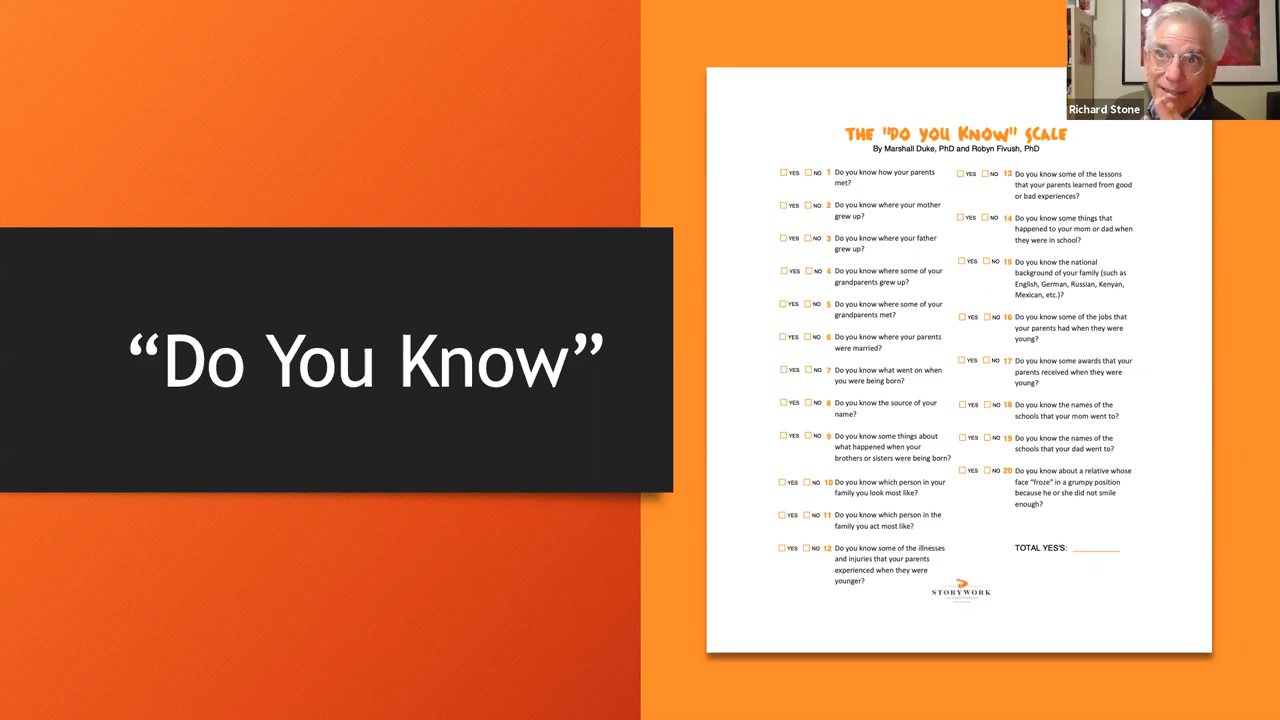 “Do You Know”
Richard Stone
THE "DO YOU KNOW" SCALE
By Marshall Duke, PhD and Robyn Fivush, PhD
YES NO 1 Do you know how your parents
met?
YES NO 2 Do you know where your mother
grew up?
YES NO 3 Do you know where your father
grew up?
YES NO 4 Do you know where some of your
grandparents grew up?
YES NO 5 Do you know where some of your
grandparents met?
YES NO 6 Do you know where your parents
were married?
YES NO 7 Do you know what went on when
you were being born?
YES NO 8 Do you know the source of your
name?
YES NO 9 Do you know some things about
what happened when your
brothers or sisters were being born?
YES NO 10 Do you know which person in your
family you look most like?
YES NO 11 Do you know which person in the
family you act most like?
YES NO 12 Do you know some of the illnesses
and injuries that your parents
experienced when they were
younger?
YES NO 13 Do you know some of the lessons
that your parents learned from good
or bad experiences?
YES NO 14 Do you know some things that
happened to your mom or dad when
they were in school?
YES NO 15 Do you know the national
background of your family (such as
English, German, Russian, Kenyan,
Mexican, etc.)?
YES NO 16 Do you know some of the jobs that
your parents had when they were
young?
YES NO 17 Do you know some awards that your
parents received when they were
young?
YES NO 18 Do you know the names of the
schools that your mom went to?
YES NO 19 Do you know the names of the
schools that your dad went to?
YES NO 20 Do you know about a relative whose
face “froze” in a grumpy position
because he or she did not smile
enough?
TOTAL YES'S:
STORYWORK